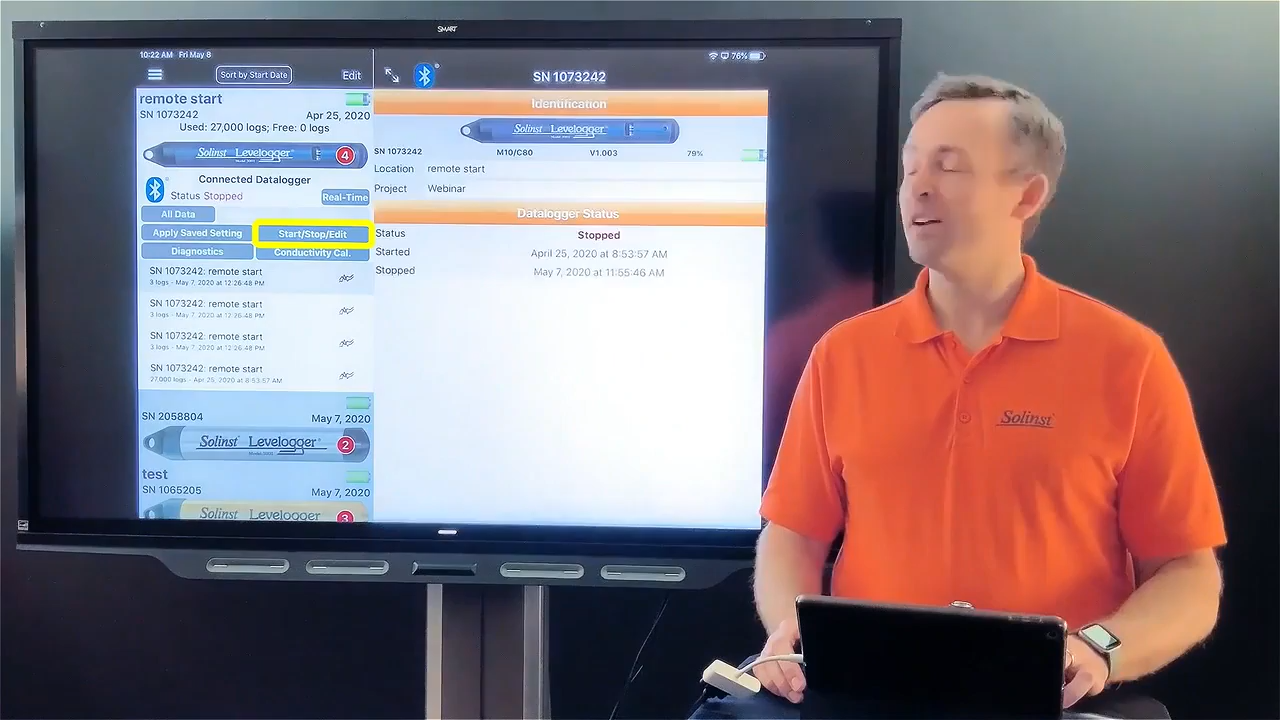 SMART
10:22 AM Fri May 8
76%
Sort by Start Date
Edit
SN 1073242
remote start
SN 1073242
Apr 25, 2020
Used: 27,000 logs; Free: 0 logs
Solinst Levelogger
4
Connected Datalogger
Status Stopped
Real-Time
All Data
Apply Saved Setting
Start/Stop/Edit
Diagnostics
Conductivity Cal.
SN 1073242: remote start
3 logs - May 7, 2020 at 12:26:48 PM
SN 1073242: remote start
3 logs - May 7, 2020 at 12:26:48 PM
SN 1073242: remote start
3 logs - May 7, 2020 at 12:26:48 PM
SN 1073242: remote start
27,000 logs - Apr 25, 2020 at 8:53:57 AM
SN 2058804
May 7, 2020
Solinst Levelogger
2
test
SN 1065205
May 7, 2020
Solinst Levelogger
3
Identification
Solinst Levelogger
SN 1073242
M10/C80
V1.003
79%
Location remote start
Project Webinar
Datalogger Status
Status Stopped
Started April 25, 2020 at 8:53:57 AM
Stopped May 7, 2020 at 11:55:46 AM
Solinst